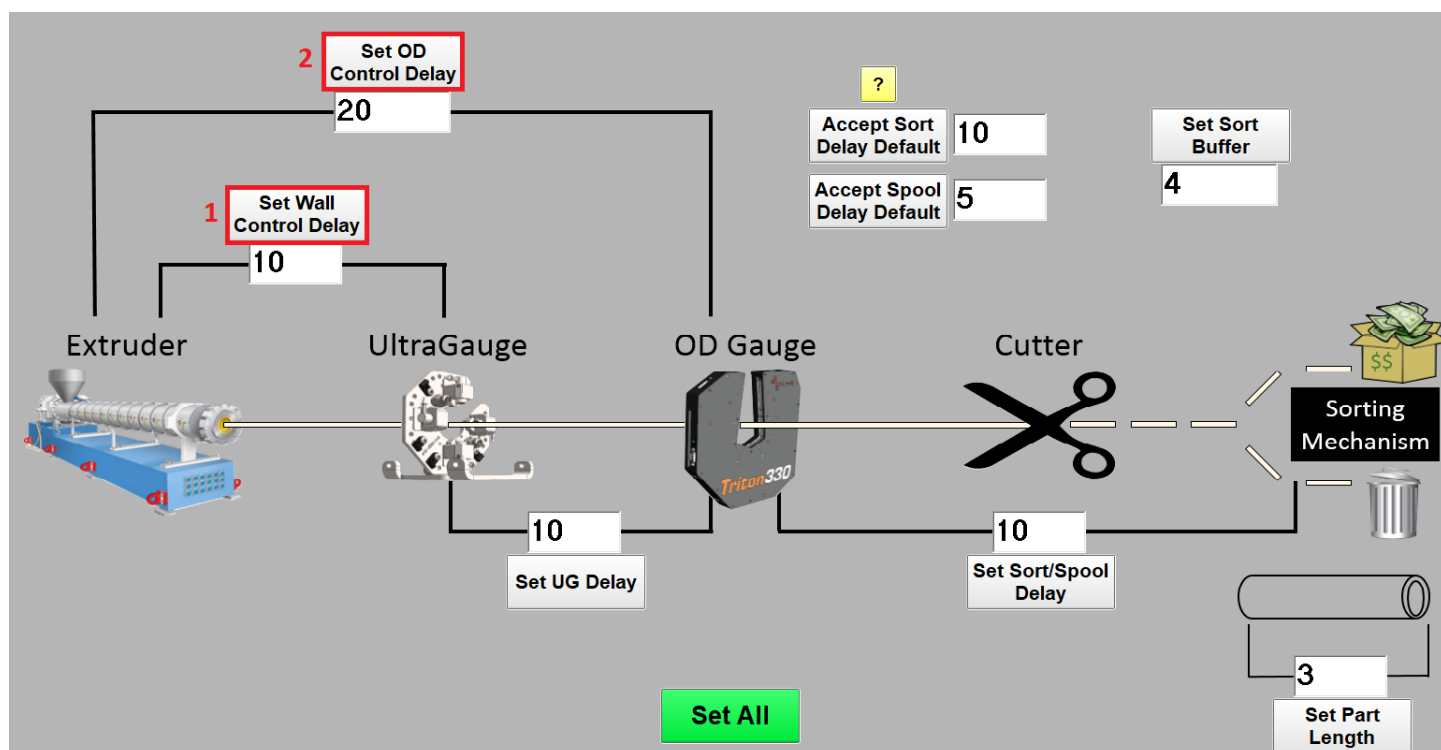 2
Set OD
Control Delay
20
?
Accept Sort
Delay Default
10
Set Sort
Buffer
4
Accept Spool
Delay Default
5
1
Set Wall
Control Delay
10
Extruder
UltraGauge
OD Gauge
Cutter
$$
Sorting
Mechanism
Triton330
10
Set UG Delay
10
Set Sort/Spool
Delay
3
Set Part
Length
Set All